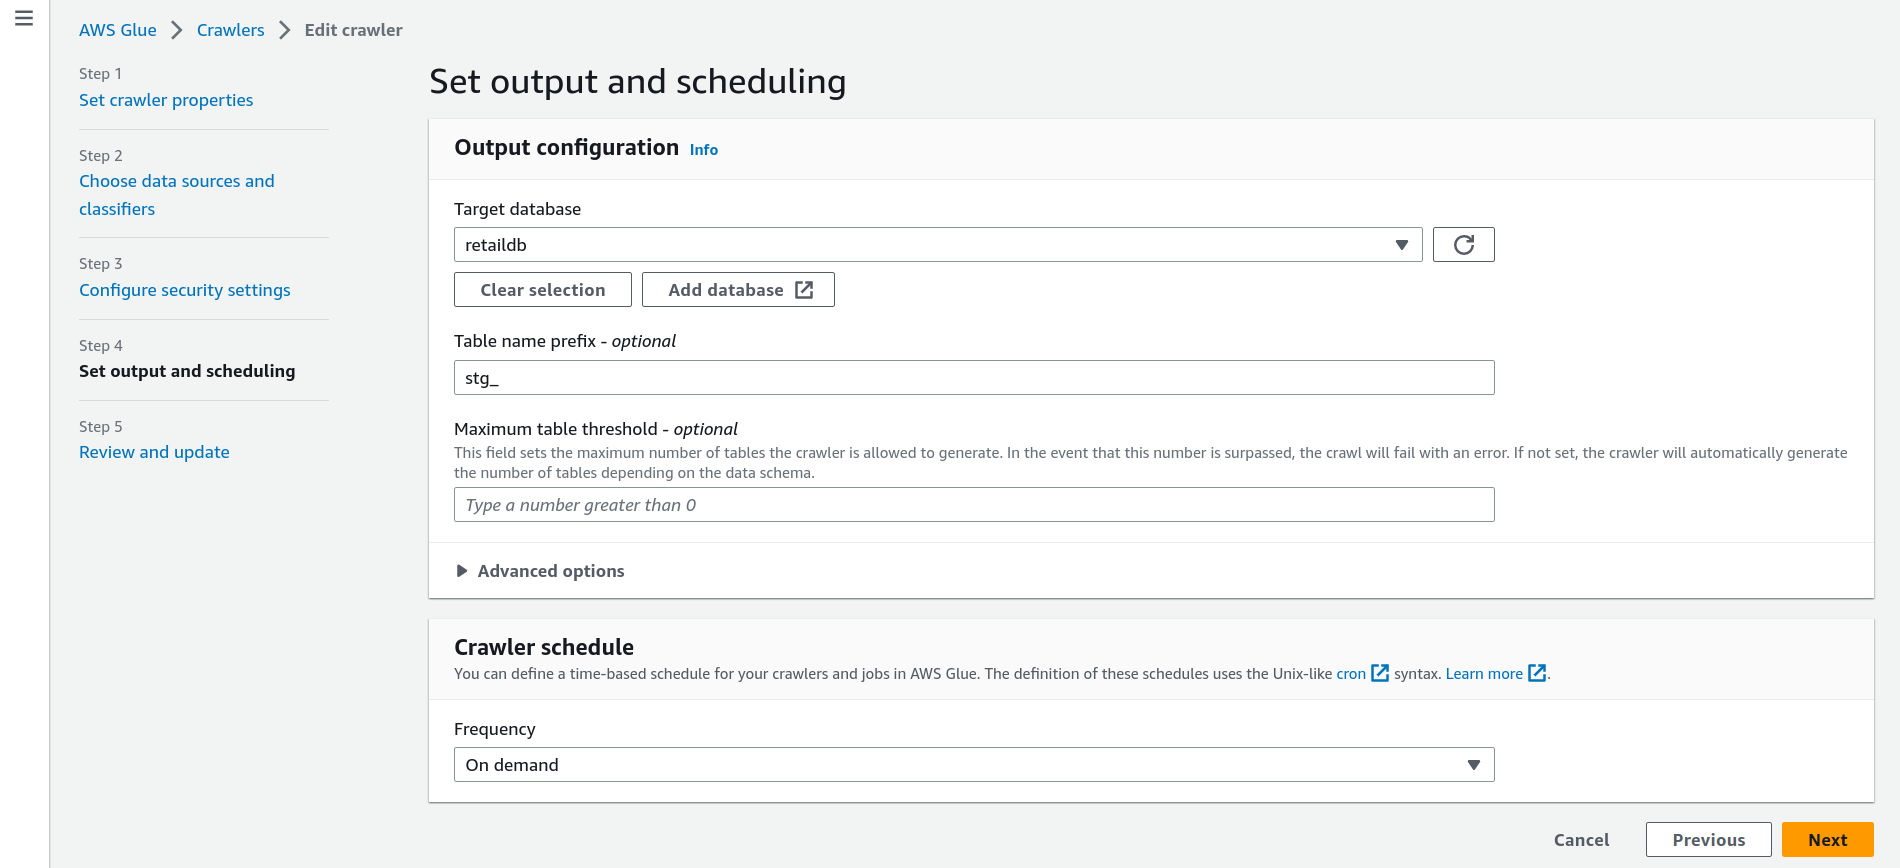 AWS Glue > Crawlers > Edit crawler
Step 1
Set crawler properties
Step 2
Choose data sources and
classifiers
Step 3
Configure security settings
Step 4
Set output and scheduling
Step 5
Review and update
Set output and scheduling
Output configuration Info
Target database
retaildb
Clear selection Add database
Table name prefix - optional
stg_
Maximum table threshold - optional
This field sets the maximum number of tables the crawler is allowed to generate. In the event that this number is surpassed, the crawl will fail with an error. If not set, the crawler will automatically generate
the number of tables depending on the data schema.
Type a number greater than 0
Advanced options
Crawler schedule
You can define a time-based schedule for your crawlers and jobs in AWS Glue. The definition of these schedules uses the Unix-like cron syntax. Learn more .
Frequency
On demand
Cancel Previous Next